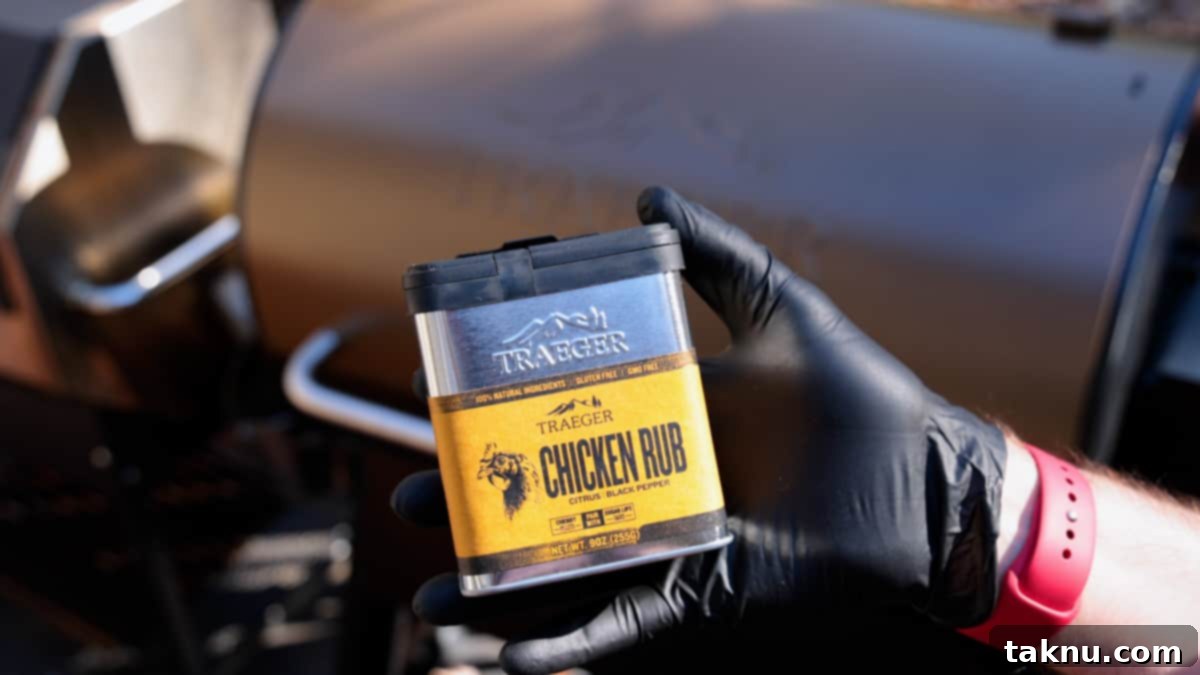 TRAEGER
100% NATURAL INGREDIENTS | GLUTEN FREE | GMO FREE
TRAEGER
CHICKEN RUB
CITRUS | BLACK PEPPER
NET WT. 9OZ (255G)
taknu.com